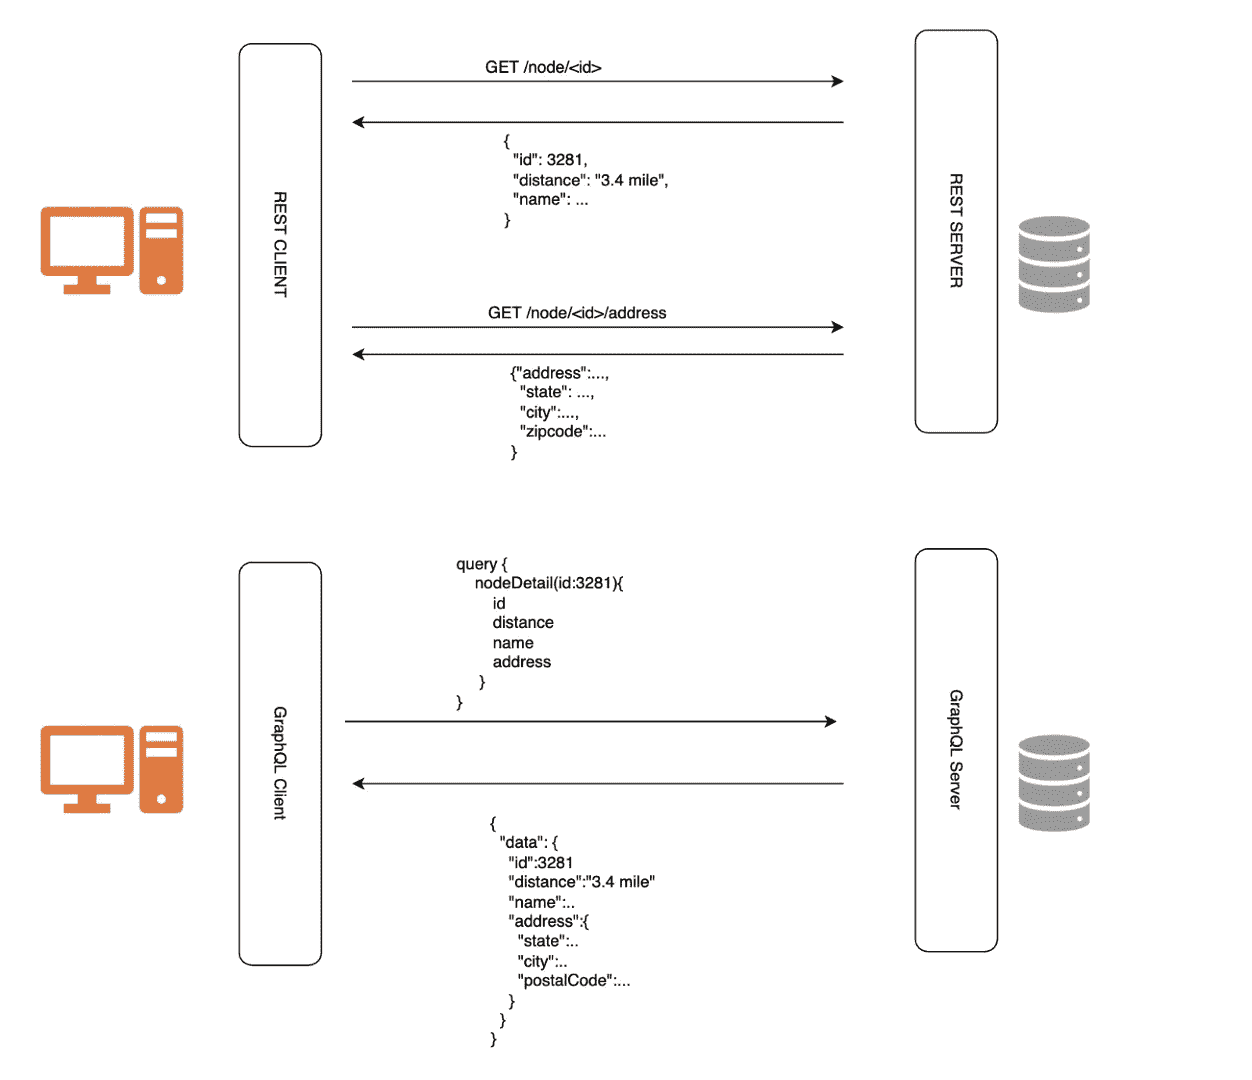 GET /node/<id>
{
"id": 3281,
"distance": "3.4 mile",
"name": ...
}
REST CLIENT
REST SERVER
GET /node/<id>/address
{"address":...,
"state": ...,
"city":...,
"zipcode":...
}
query {
nodeDetail(id:3281){
id
distance
name
address
}
}
GraphQL Client
GraphQL Server
{
"data": {
"id":3281
"distance":"3.4 mile"
"name":..
"address":{
"state":..
"city":..
"postalCode":...
}
}
}